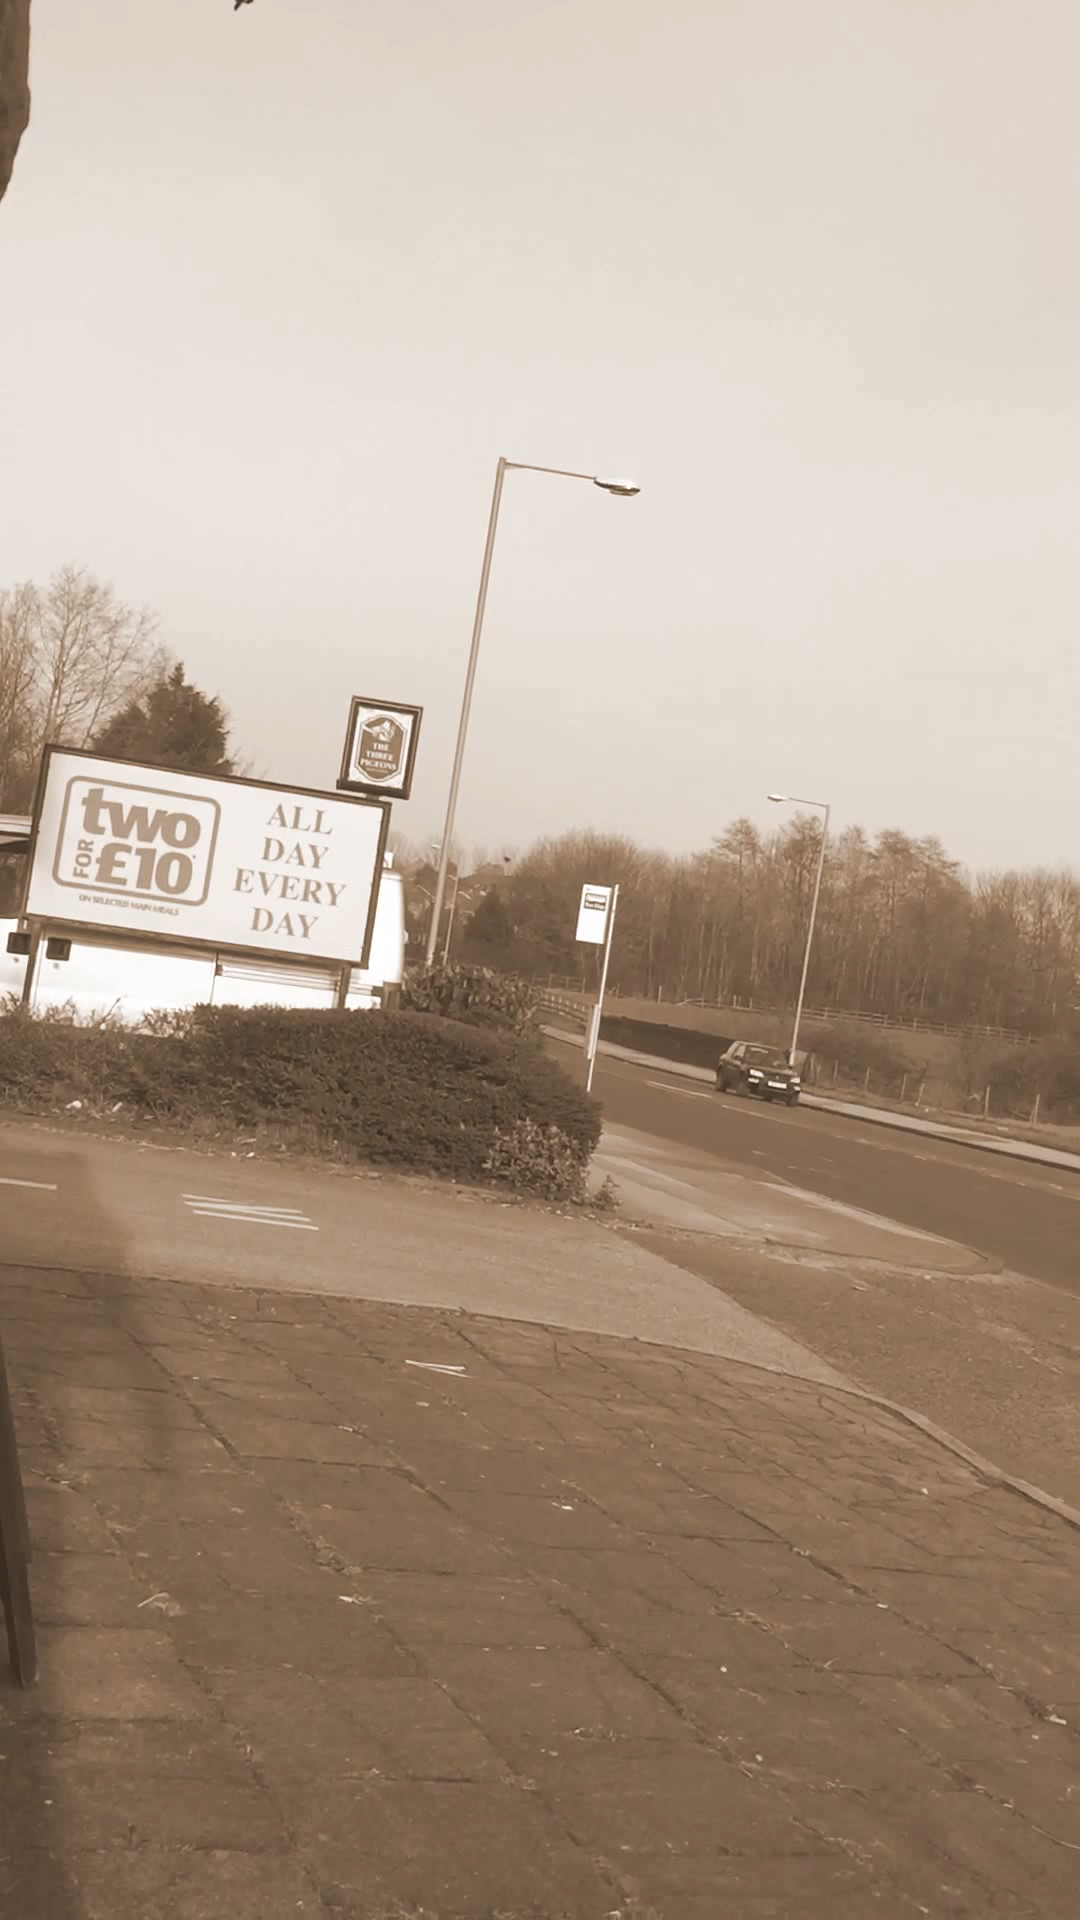 THE
THREE
PIGEONS
two
FOR
£10
ON SELECTED MAIN MEALS
ALL
DAY
EVERY
DAY